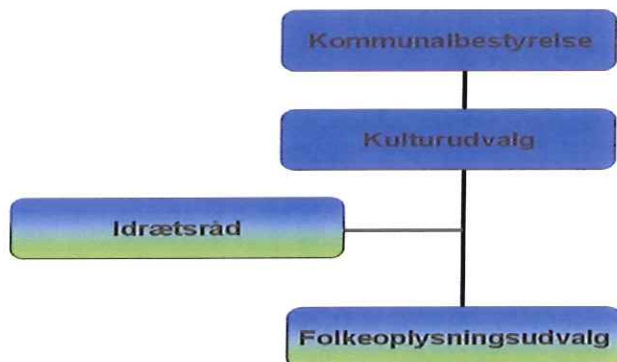 Kommunalbestyrelse
Kulturudvalg
Idrætsråd
Folkeoplysningsudvalg